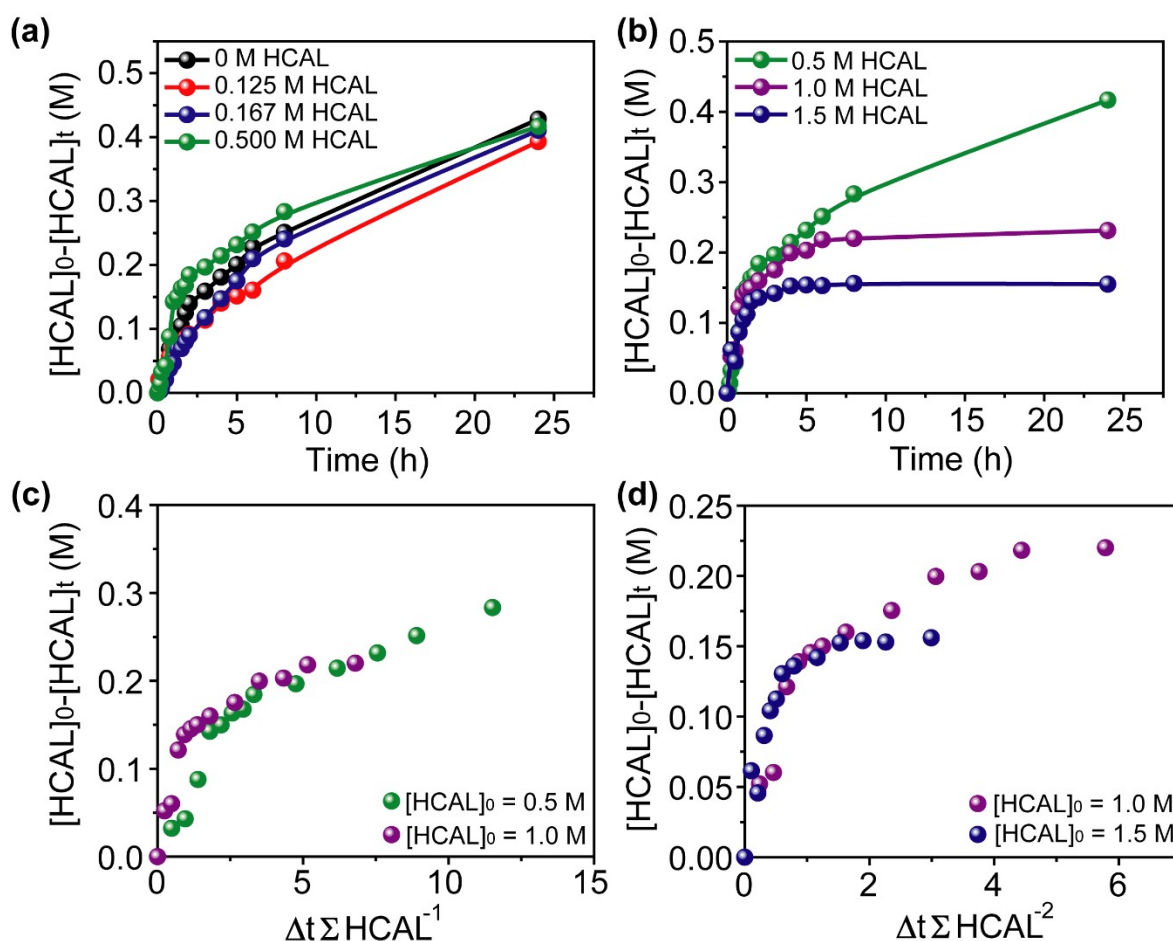 (a)
[HCAL]₀-[HCAL]t (M)
0.5
0.4
0.3
0.2
0.1
0.0
0 M HCAL
0.125 M HCAL
0.167 M HCAL
0.500 M HCAL
0 5 10 15 20 25
Time (h)
(b)
[HCAL]₀-[HCAL]t (M)
0.5
0.4
0.3
0.2
0.1
0.0
0.5 M HCAL
1.0 M HCAL
1.5 M HCAL
0 5 10 15 20 25
Time (h)
(c)
[HCAL]₀-[HCAL]t (M)
0.4
0.3
0.2
0.1
0.0
[HCAL]₀ = 0.5 M
[HCAL]₀ = 1.0 M
0 5 10 15
Δt Σ HCAL⁻¹
(d)
[HCAL]₀-[HCAL]t (M)
0.25
0.20
0.15
0.10
0.05
0.00
[HCAL]₀ = 1.0 M
[HCAL]₀ = 1.5 M
0 2 4 6
Δt Σ HCAL⁻²